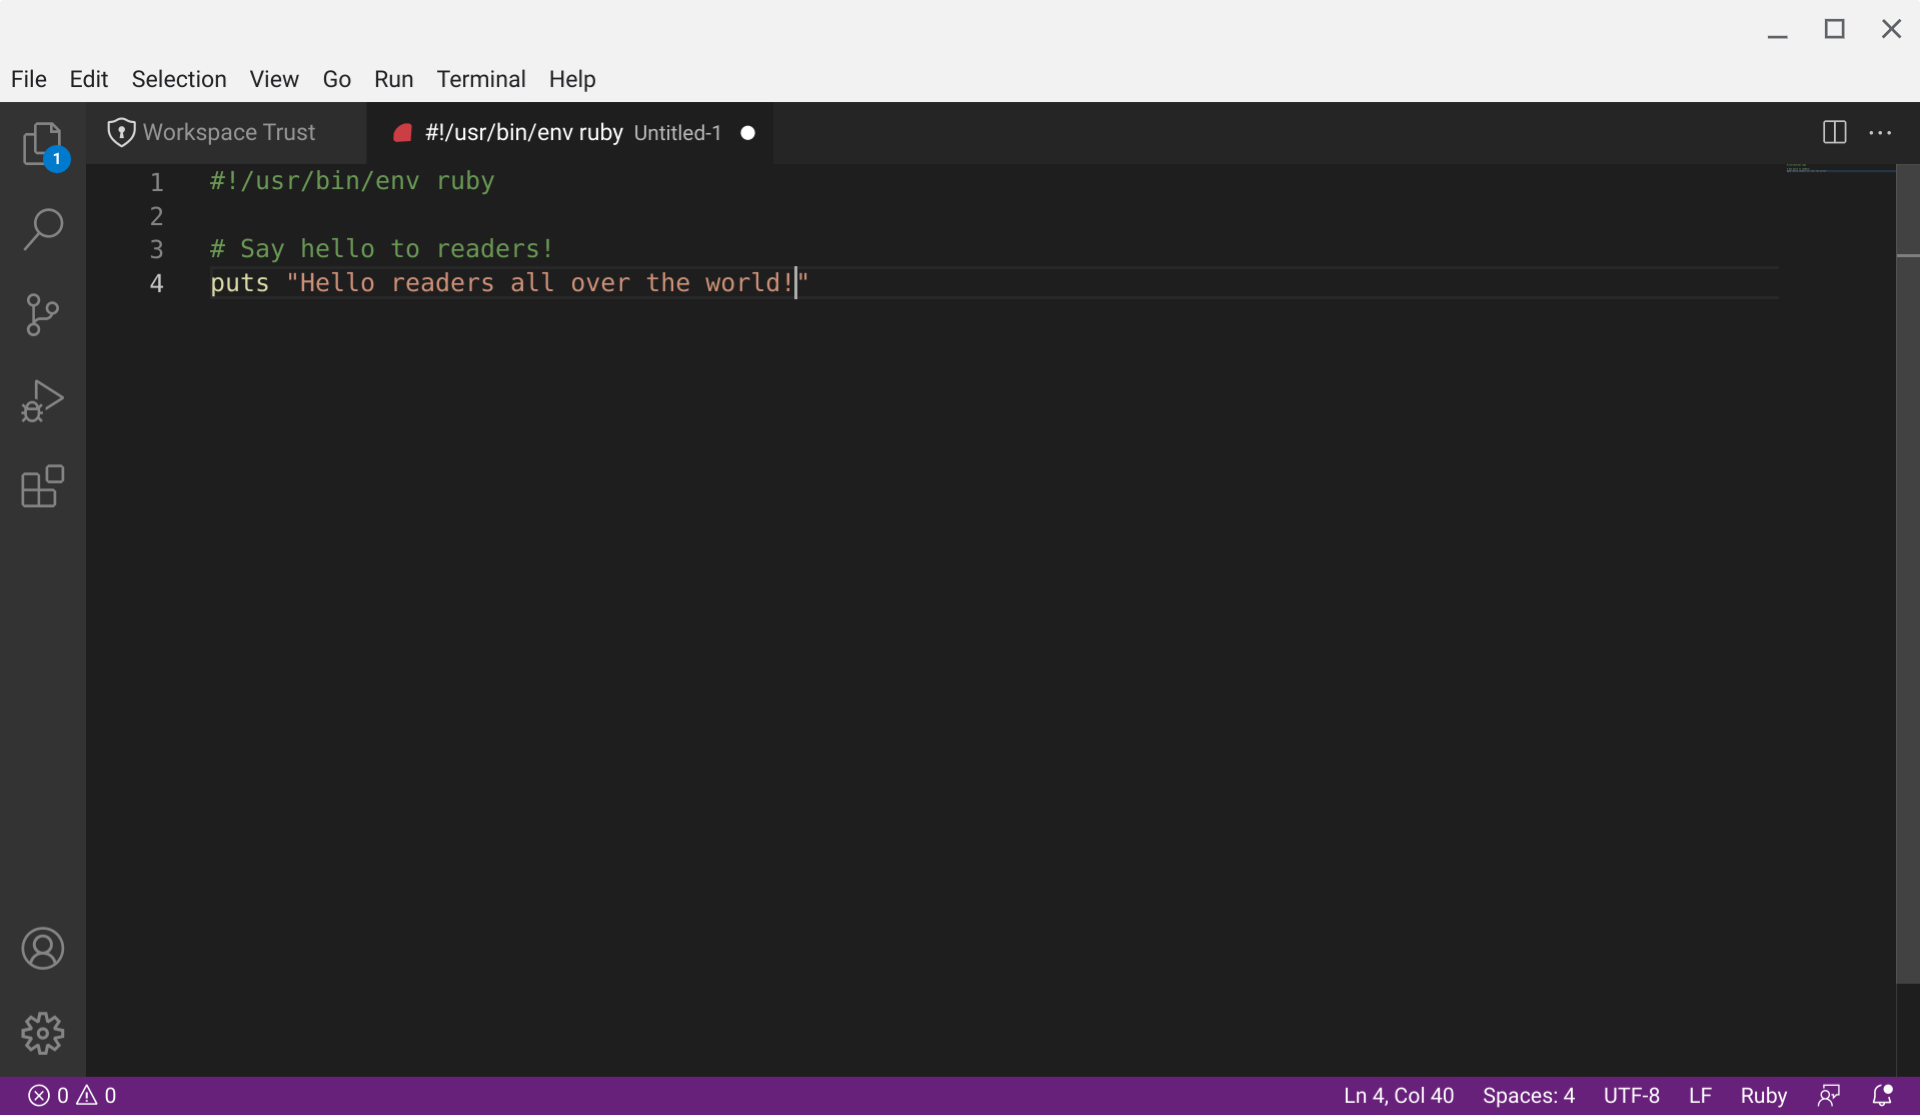 File Edit Selection View Go Run Terminal Help
Workspace Trust #!/usr/bin/env ruby Untitled-1
1
1 #!/usr/bin/env ruby
2
3 # Say hello to readers!
4 puts "Hello readers all over the world!"
0 0 Ln 4, Col 40 Spaces: 4 UTF-8 LF Ruby